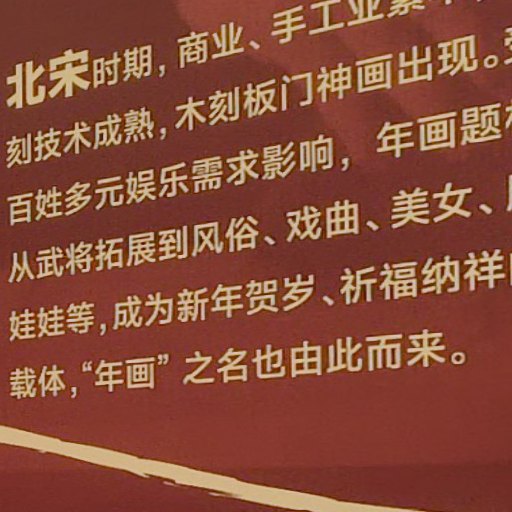 北宋时期，商业、手工业繁
刻技术成熟，木刻板门神画出现。
百姓多元娱乐需求影响，年画题
从武将拓展到风俗、戏曲、美女、
娃娃等，成为新年贺岁、祈福纳祥
载体，“年画”之名也由此而来。